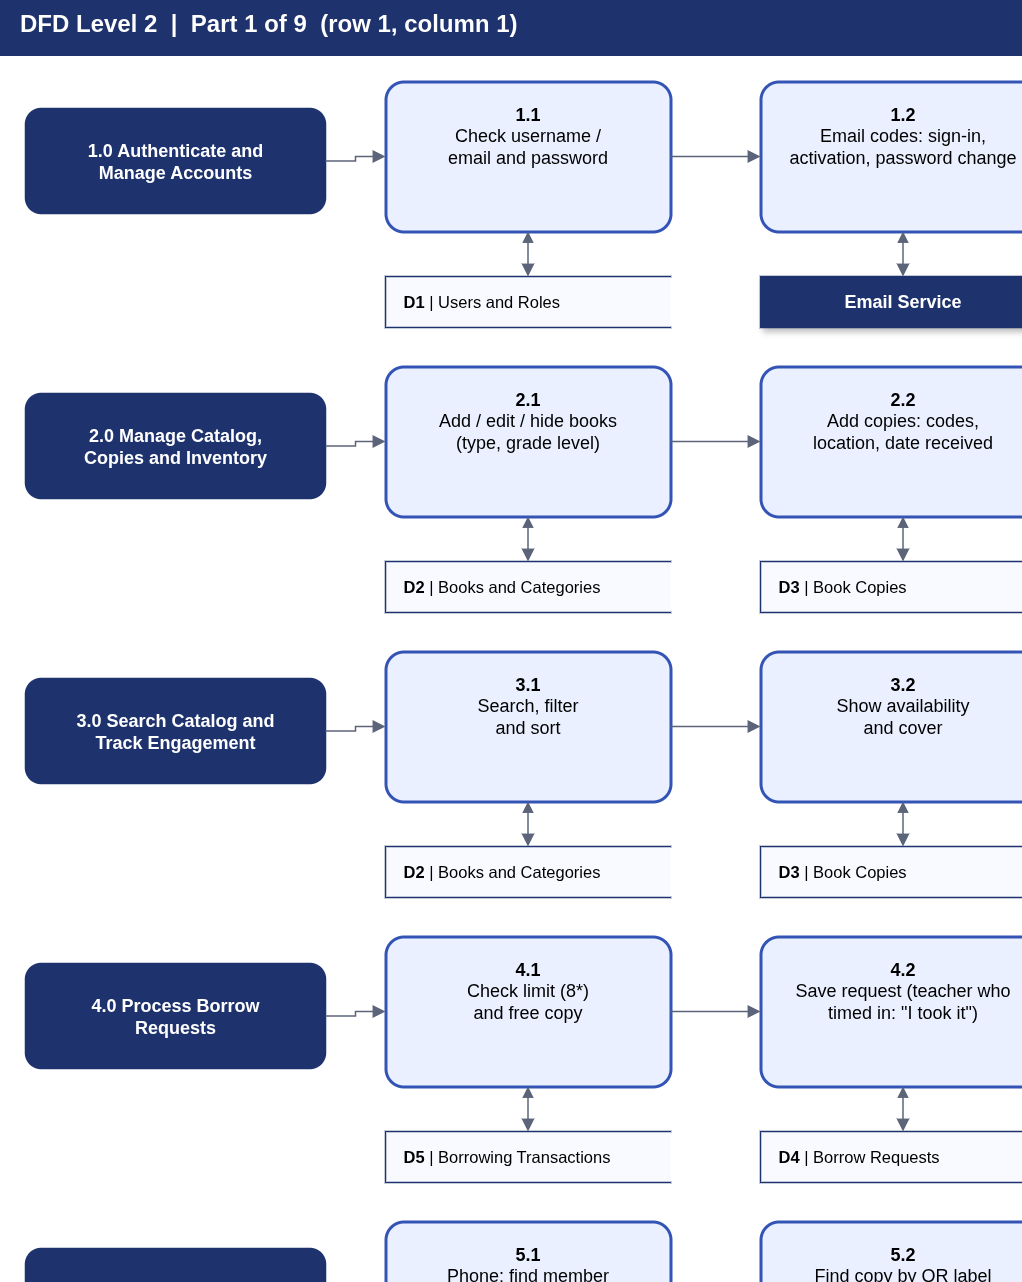 DFD Level 2 | Part 1 of 9 (row 1, column 1)
1.0 Authenticate and
Manage Accounts
1.1
Check username /
email and password
1.2
Email codes: sign-in,
activation, password change
D1 | Users and Roles
Email Service
2.0 Manage Catalog,
Copies and Inventory
2.1
Add / edit / hide books
(type, grade level)
2.2
Add copies: codes,
location, date received
D2 | Books and Categories
D3 | Book Copies
3.0 Search Catalog and
Track Engagement
3.1
Search, filter
and sort
3.2
Show availability
and cover
D2 | Books and Categories
D3 | Book Copies
4.0 Process Borrow
Requests
4.1
Check limit (8*)
and free copy
4.2
Save request (teacher who
timed in: "I took it")
D5 | Borrowing Transactions
D4 | Borrow Requests
5.1
Phone: find member
5.2
Find copy by QR label